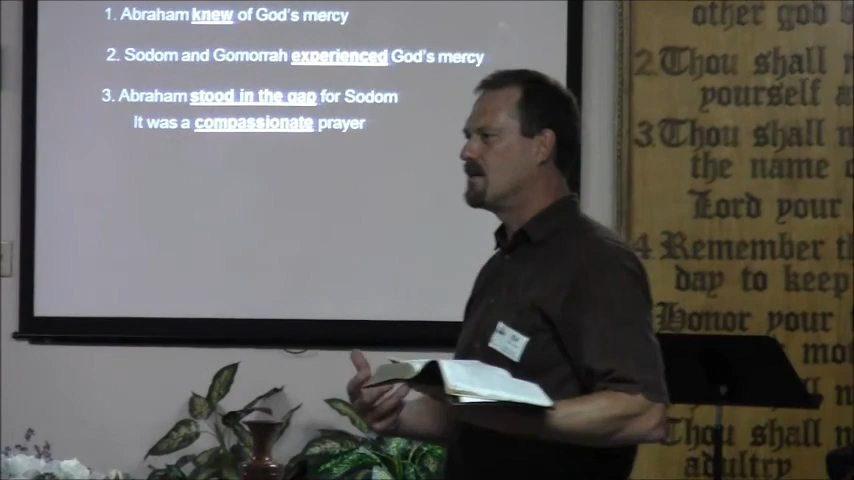 1. Abraham knew of God's mercy
2. Sodom and Gomorrah experienced God's mercy
3. Abraham stood in the gap for Sodom
It was a compassionate prayer
other god b
2. Thou shall
yourself a
3. Thou shall
the name
Lord your
4. Remember
day to keep
Honor your
Thou shall
adultry